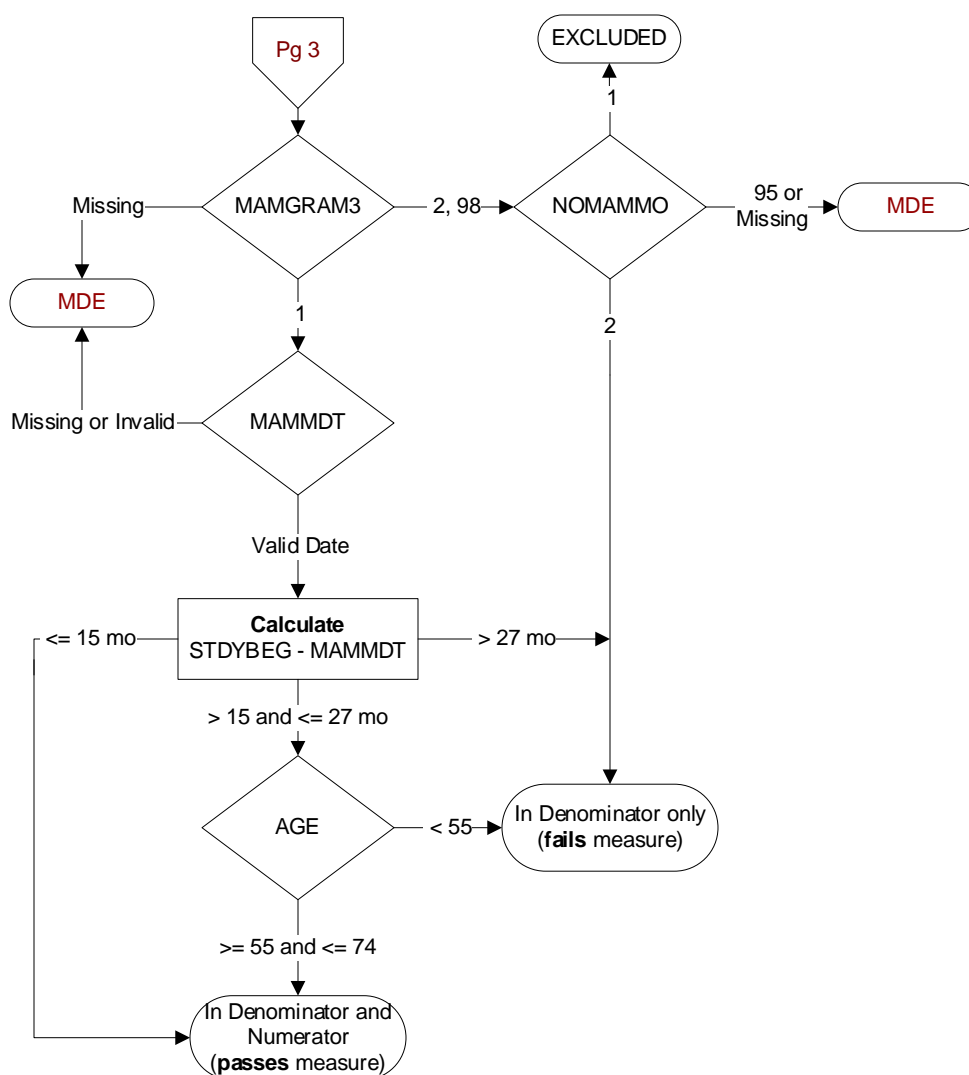 Pg 3
EXCLUDED
1
MAMGRAM3
Missing
2, 98
NOMAMMO
95 or
Missing
MDE
MDE
1
2
MAMMDT
Missing or Invalid
Valid Date
Calculate
STDYBEG - MAMMDT
<= 15 mo
> 27 mo
> 15 and <= 27 mo
AGE
< 55
In Denominator only
(fails measure)
>= 55 and <= 74
In Denominator and
Numerator
(passes measure)